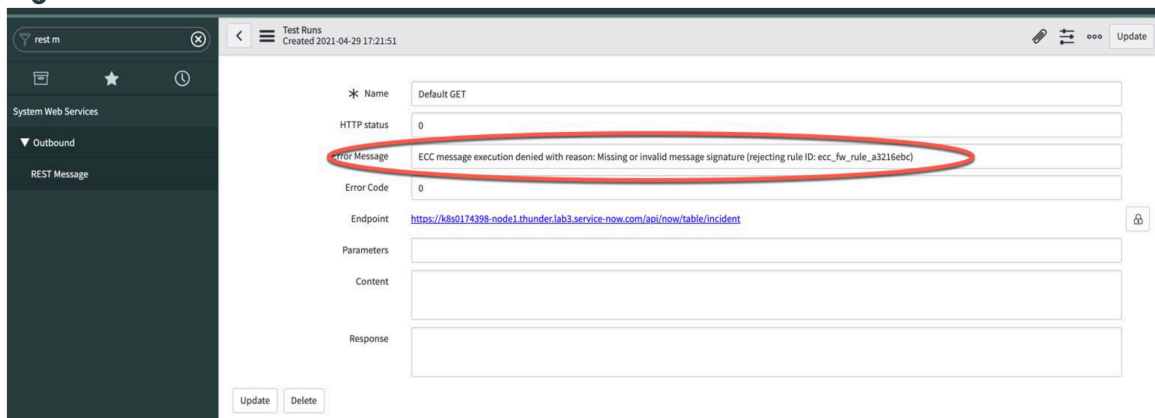 rest m
Test Runs
Created 2021-04-29 17:21:51
Update
System Web Services
Outbound
REST Message
* Name Default GET
HTTP status 0
Error Message ECC message execution denied with reason: Missing or invalid message signature (rejecting rule ID: ecc_fw_rule_a3216ebc)
Error Code 0
Endpoint https://k8s0174398-node1.thunder.lab3.service-now.com/api/now/table/incident
Parameters
Content
Response
Update Delete